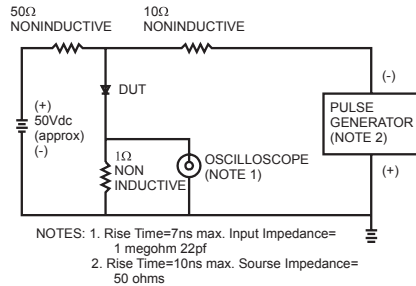 50Ω
NONINDUCTIVE
10Ω
NONINDUCTIVE
(+)
50Vdc
(approx)
(-)
DUT
1Ω
NON
INDUCTIVE
OSCILLOSCOPE
(NOTE 1)
(-)
PULSE
GENERATOR
(NOTE 2)
(+)
NOTES: 1. Rise Time=7ns max. Input Impedance=
1 megohm 22pf
2. Rise Time=10ns max. Sourse Impedance=
50 ohms